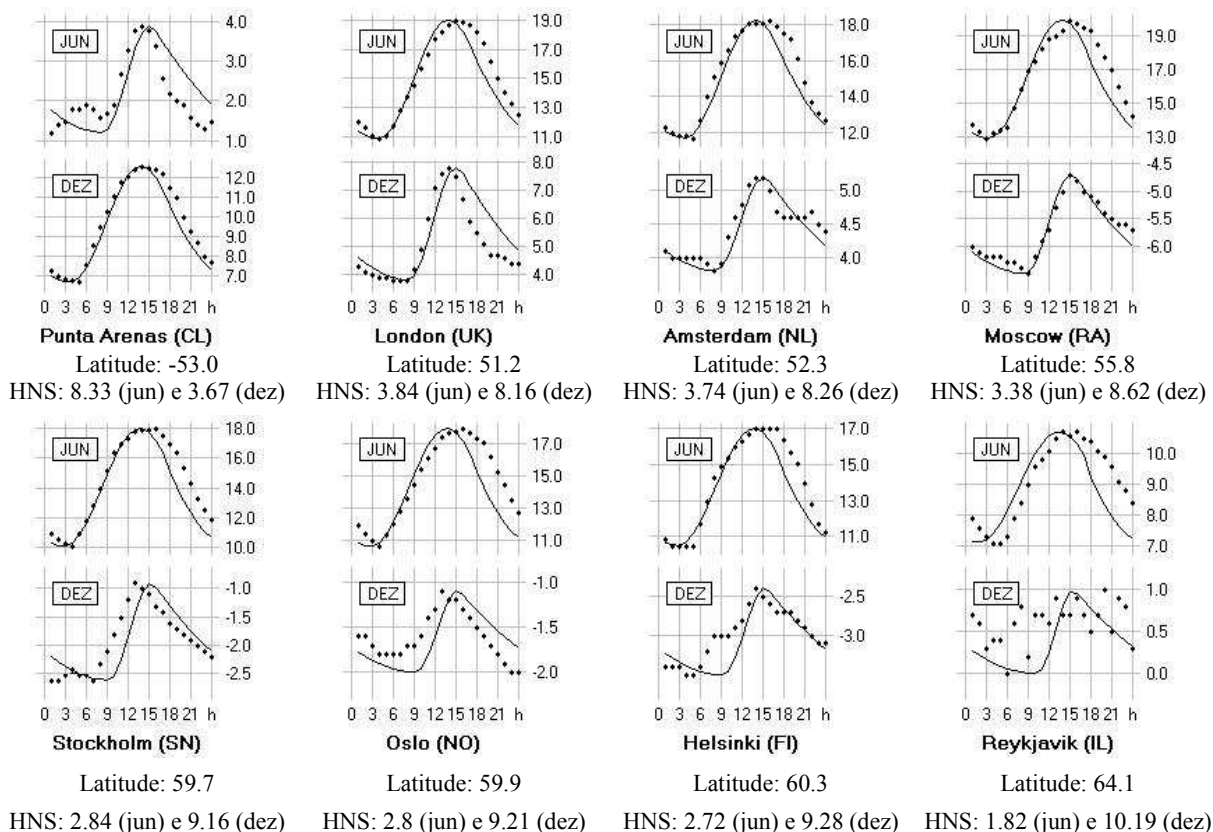 JUN
4.0
3.0
2.0
1.0
DEZ
12.0
11.0
10.0
9.0
8.0
7.0
0 3 6 9 12 15 18 21 h
Punta Arenas (CL)
Latitude: -53.0
HNS: 8.33 (jun) e 3.67 (dez)
JUN
19.0
17.0
15.0
13.0
11.0
DEZ
8.0
7.0
6.0
5.0
4.0
0 3 6 9 12 15 18 21 h
London (UK)
Latitude: 51.2
HNS: 3.84 (jun) e 8.16 (dez)
JUN
18.0
16.0
14.0
12.0
DEZ
5.0
4.5
4.0
0 3 6 9 12 15 18 21 h
Amsterdam (NL)
Latitude: 52.3
HNS: 3.74 (jun) e 8.26 (dez)
JUN
19.0
17.0
15.0
13.0
DEZ
-4.5
-5.0
-5.5
-6.0
0 3 6 9 12 15 18 21 h
Moscow (RA)
Latitude: 55.8
HNS: 3.38 (jun) e 8.62 (dez)
JUN
18.0
16.0
14.0
12.0
10.0
DEZ
-1.0
-1.5
-2.0
-2.5
0 3 6 9 12 15 18 21 h
Stockholm (SN)
Latitude: 59.7
HNS: 2.84 (jun) e 9.16 (dez)
JUN
17.0
15.0
13.0
11.0
DEZ
-1.0
-1.5
-2.0
0 3 6 9 12 15 18 21 h
Oslo (NO)
Latitude: 59.9
HNS: 2.8 (jun) e 9.21 (dez)
JUN
17.0
15.0
13.0
11.0
DEZ
-2.5
-3.0
0 3 6 9 12 15 18 21 h
Helsinki (FI)
Latitude: 60.3
HNS: 2.72 (jun) e 9.28 (dez)
JUN
10.0
9.0
8.0
7.0
DEZ
1.0
0.5
0.0
0 3 6 9 12 15 18 21 h
Reykjavik (IL)
Latitude: 64.1
HNS: 1.82 (jun) e 10.19 (dez)